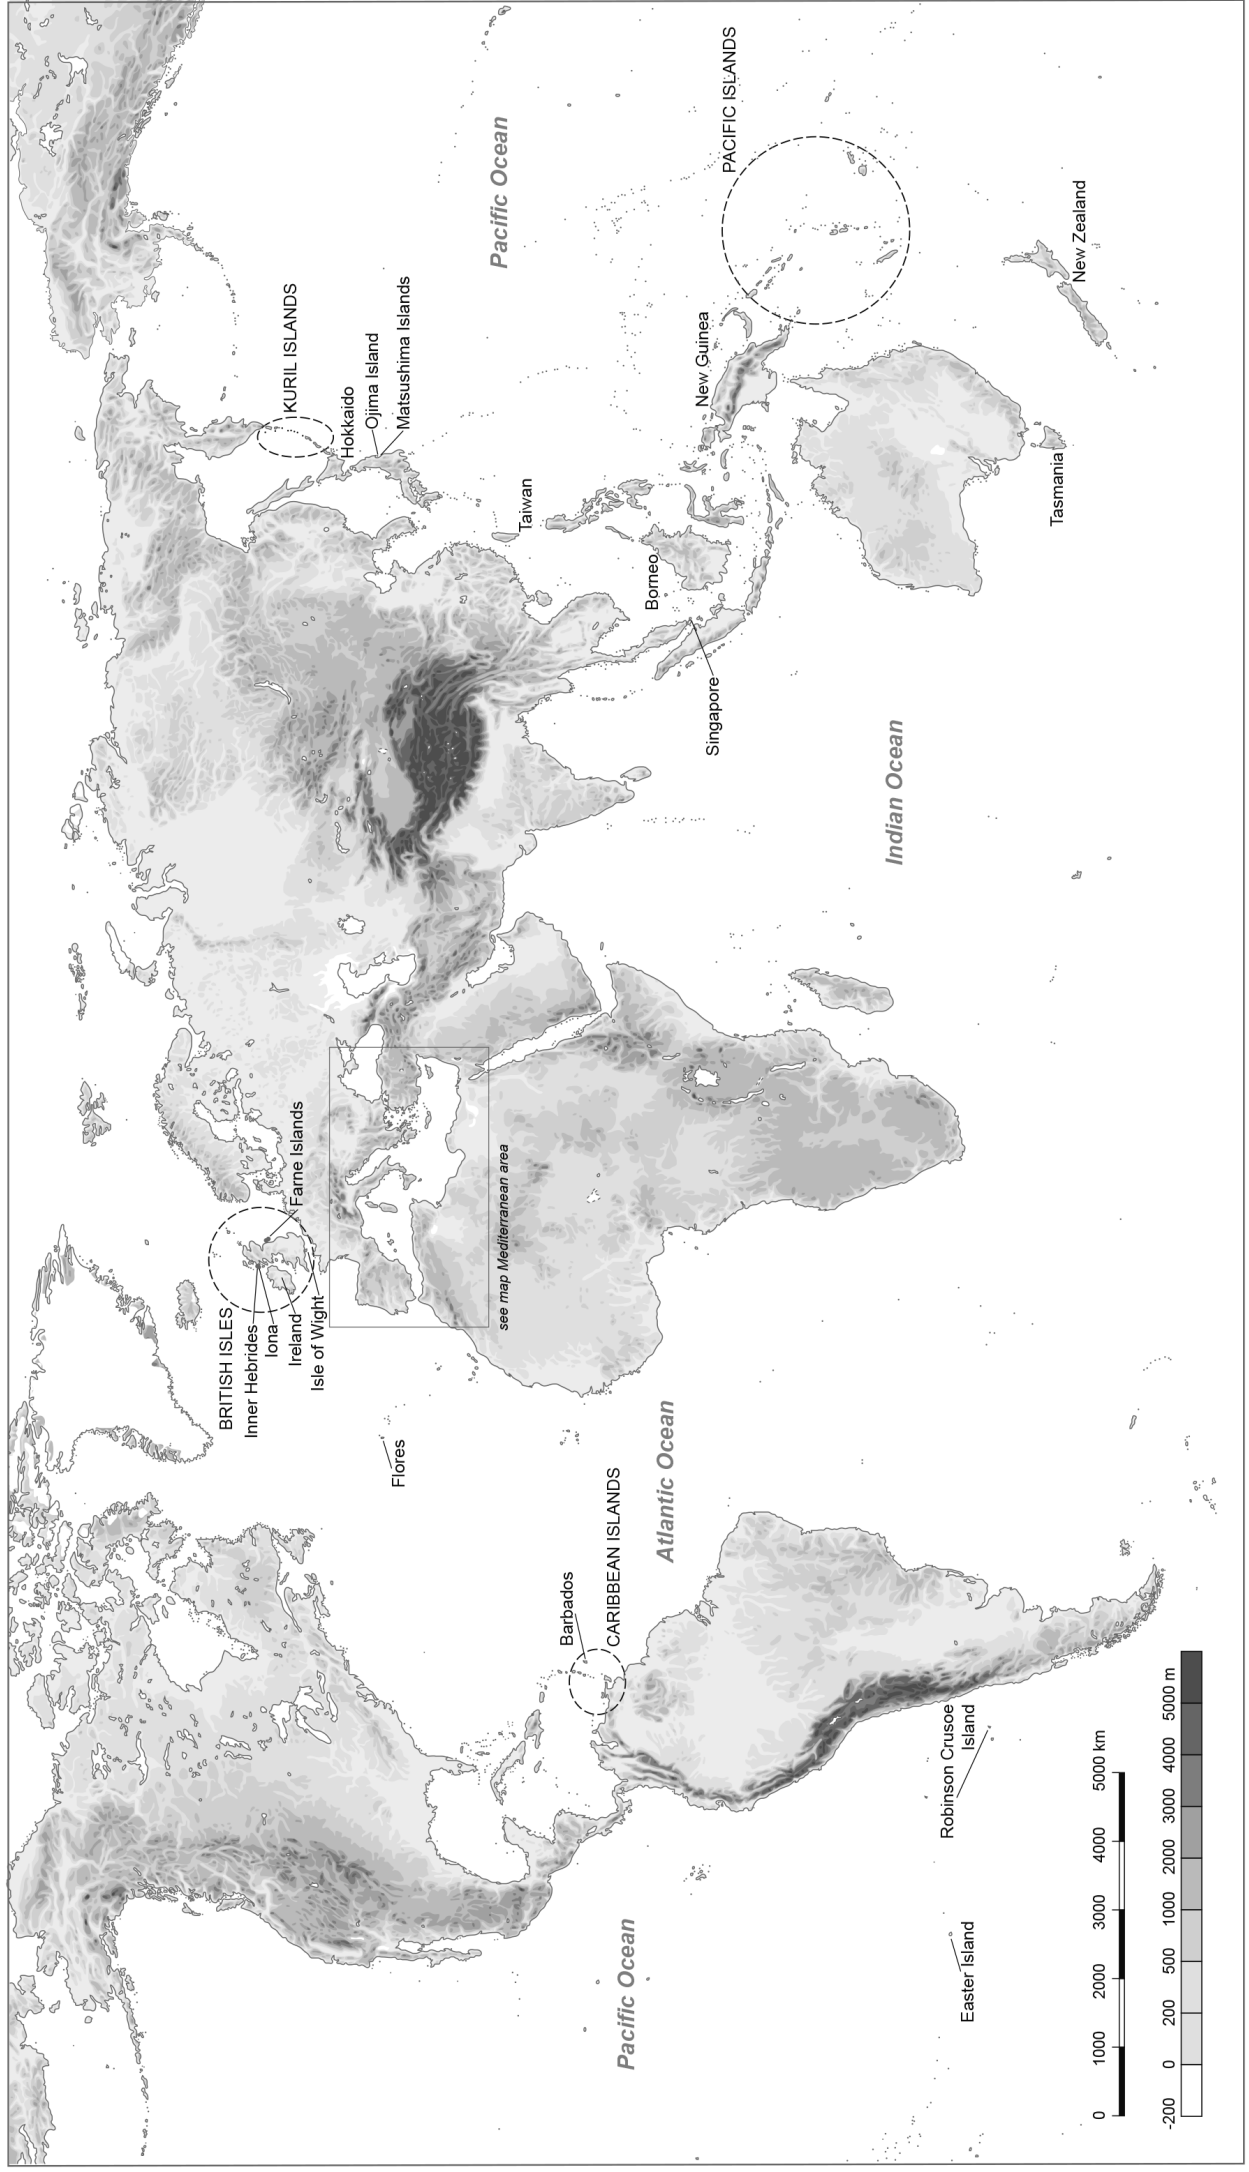 BRITISH ISLES
Inner Hebrides
Iona
Ireland
Isle of Wight
Farne Islands
see map Mediterranean area
Flores
Barbados
CARIBBEAN ISLANDS
Atlantic Ocean
Pacific Ocean
Easter Island
Robinson Crusoe
Island
KURIL ISLANDS
Hokkaido
Ojima Island
Matsushima Islands
Pacific Ocean
Taiwan
Borneo
Singapore
New Guinea
PACIFIC ISLANDS
Indian Ocean
Tasmania
New Zealand
0 1000 2000 3000 4000 5000 km
-200 0 200 500 1000 2000 3000 4000 5000 m